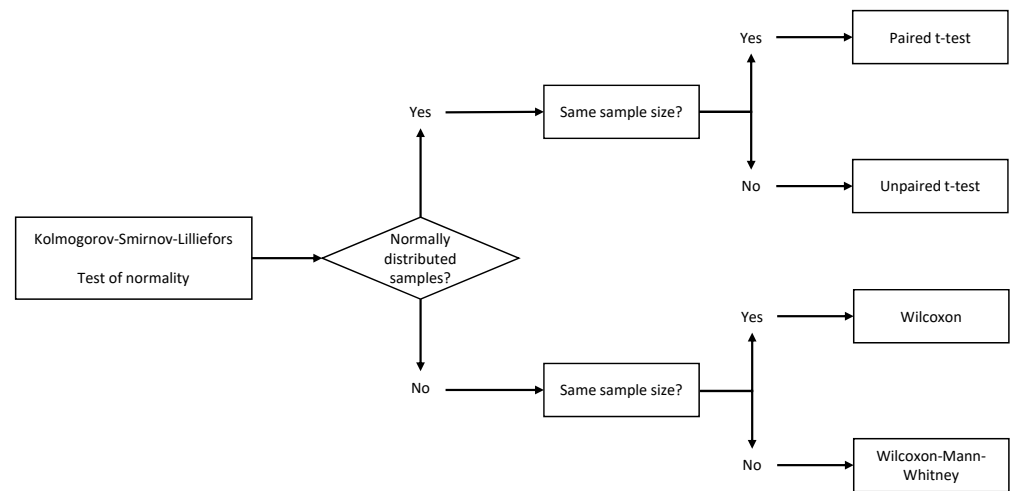 Kolmogorov-Smirnov-Lilliefors
Test of normality
Normally
distributed
samples?
Yes
Same sample size?
Yes
Paired t-test
No
Unpaired t-test
No
Same sample size?
Yes
Wilcoxon
No
Wilcoxon-Mann-
Whitney